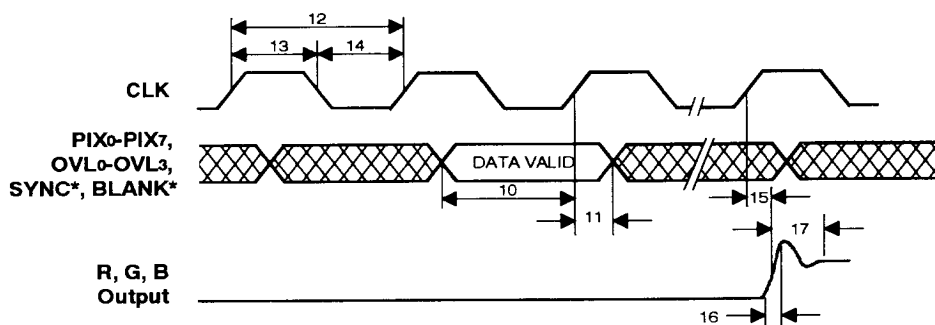 12
13 14
CLK
PIX0-PIX7,
OVL0-OVL3,
SYNC*, BLANK*
DATA VALID
10
11
15
17
R, G, B
Output
16